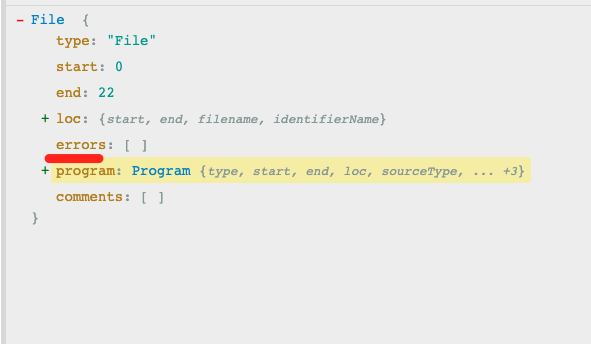 - File {
type: "File"
start: 0
end: 22
+ loc: {start, end, filename, identifierName}
errors: [ ]
+ program: Program {type, start, end, loc, sourceType, ... +3}
comments: [ ]
}